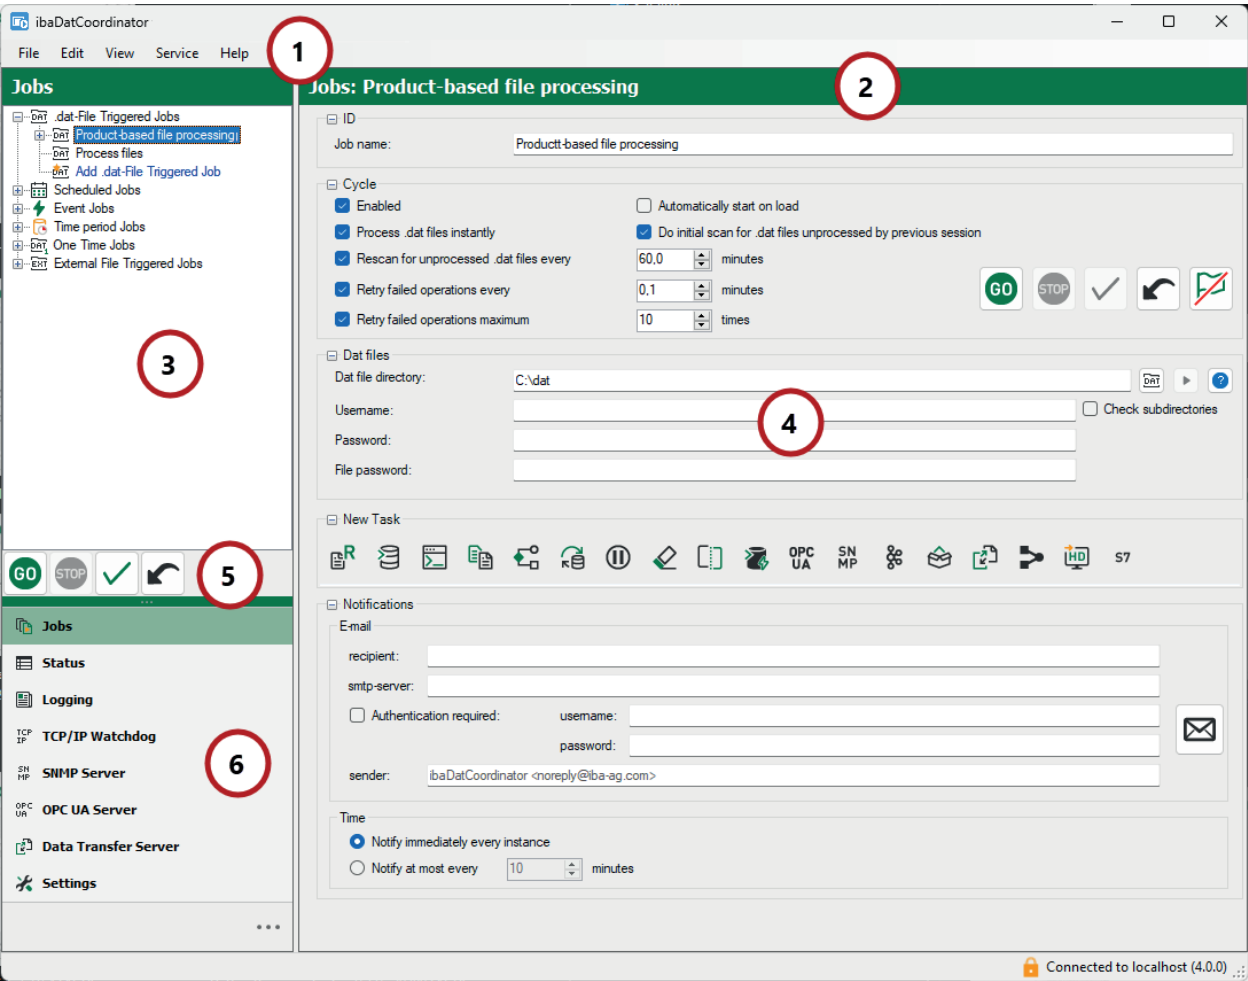 ibaDatCoordinator
File Edit View Service Help
1
Jobs
Jobs: Product-based file processing
2
.dat-File Triggered Jobs
Product-based file processing
Process files
Add .dat-File Triggered Job
Scheduled Jobs
Event Jobs
Time period Jobs
One Time Jobs
External File Triggered Jobs
3
GO STOP
5
Jobs
Status
Logging
TCP/IP Watchdog
SNMP Server
OPC UA Server
Data Transfer Server
Settings
6
ID
Job name: Productt-based file processing
Cycle
Enabled
Automatically start on load
Process .dat files instantly
Do initial scan for .dat files unprocessed by previous session
Rescan for unprocessed .dat files every 60,0 minutes
Retry failed operations every 0,1 minutes
Retry failed operations maximum 10 times
GO STOP
Dat files
Dat file directory: C:\dat
DAT
Username:
Check subdirectories
4
Password:
File password:
New Task
R OPC UA SN MP HD S7
Notifications
E-mail
recipient:
smtp-server:
Authentication required: username:
password:
sender: ibaDatCoordinator <noreply@iba-ag.com>
Time
Notify immediately every instance
Notify at most every 10 minutes
Connected to localhost (4.0.0)